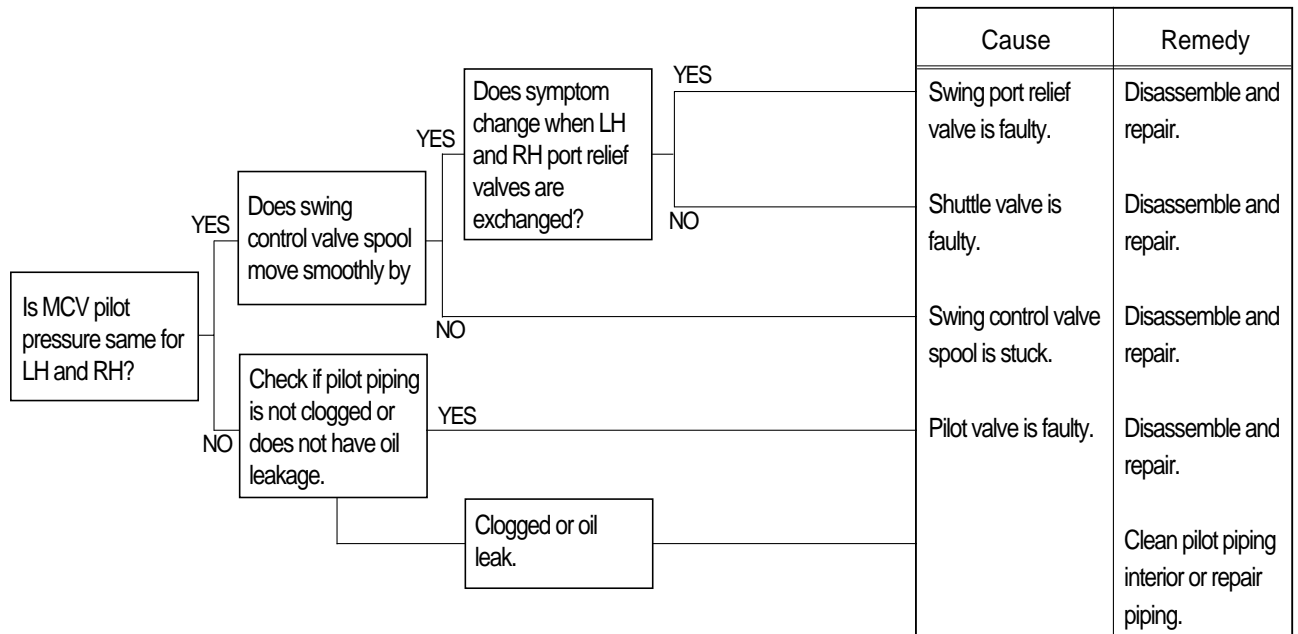 Is MCV pilot
pressure same for
LH and RH?
YES
NO
Does swing
control valve spool
move smoothly by
YES
NO
Does symptom
change when LH
and RH port relief
valves are
exchanged?
YES
NO
Check if pilot piping
is not clogged or
does not have oil
leakage.
YES
Clogged or oil
leak.
Cause
Remedy
Swing port relief
valve is faulty.
Disassemble and
repair.
Shuttle valve is
faulty.
Disassemble and
repair.
Swing control valve
spool is stuck.
Disassemble and
repair.
Pilot valve is faulty.
Disassemble and
repair.
Clean pilot piping
interior or repair
piping.